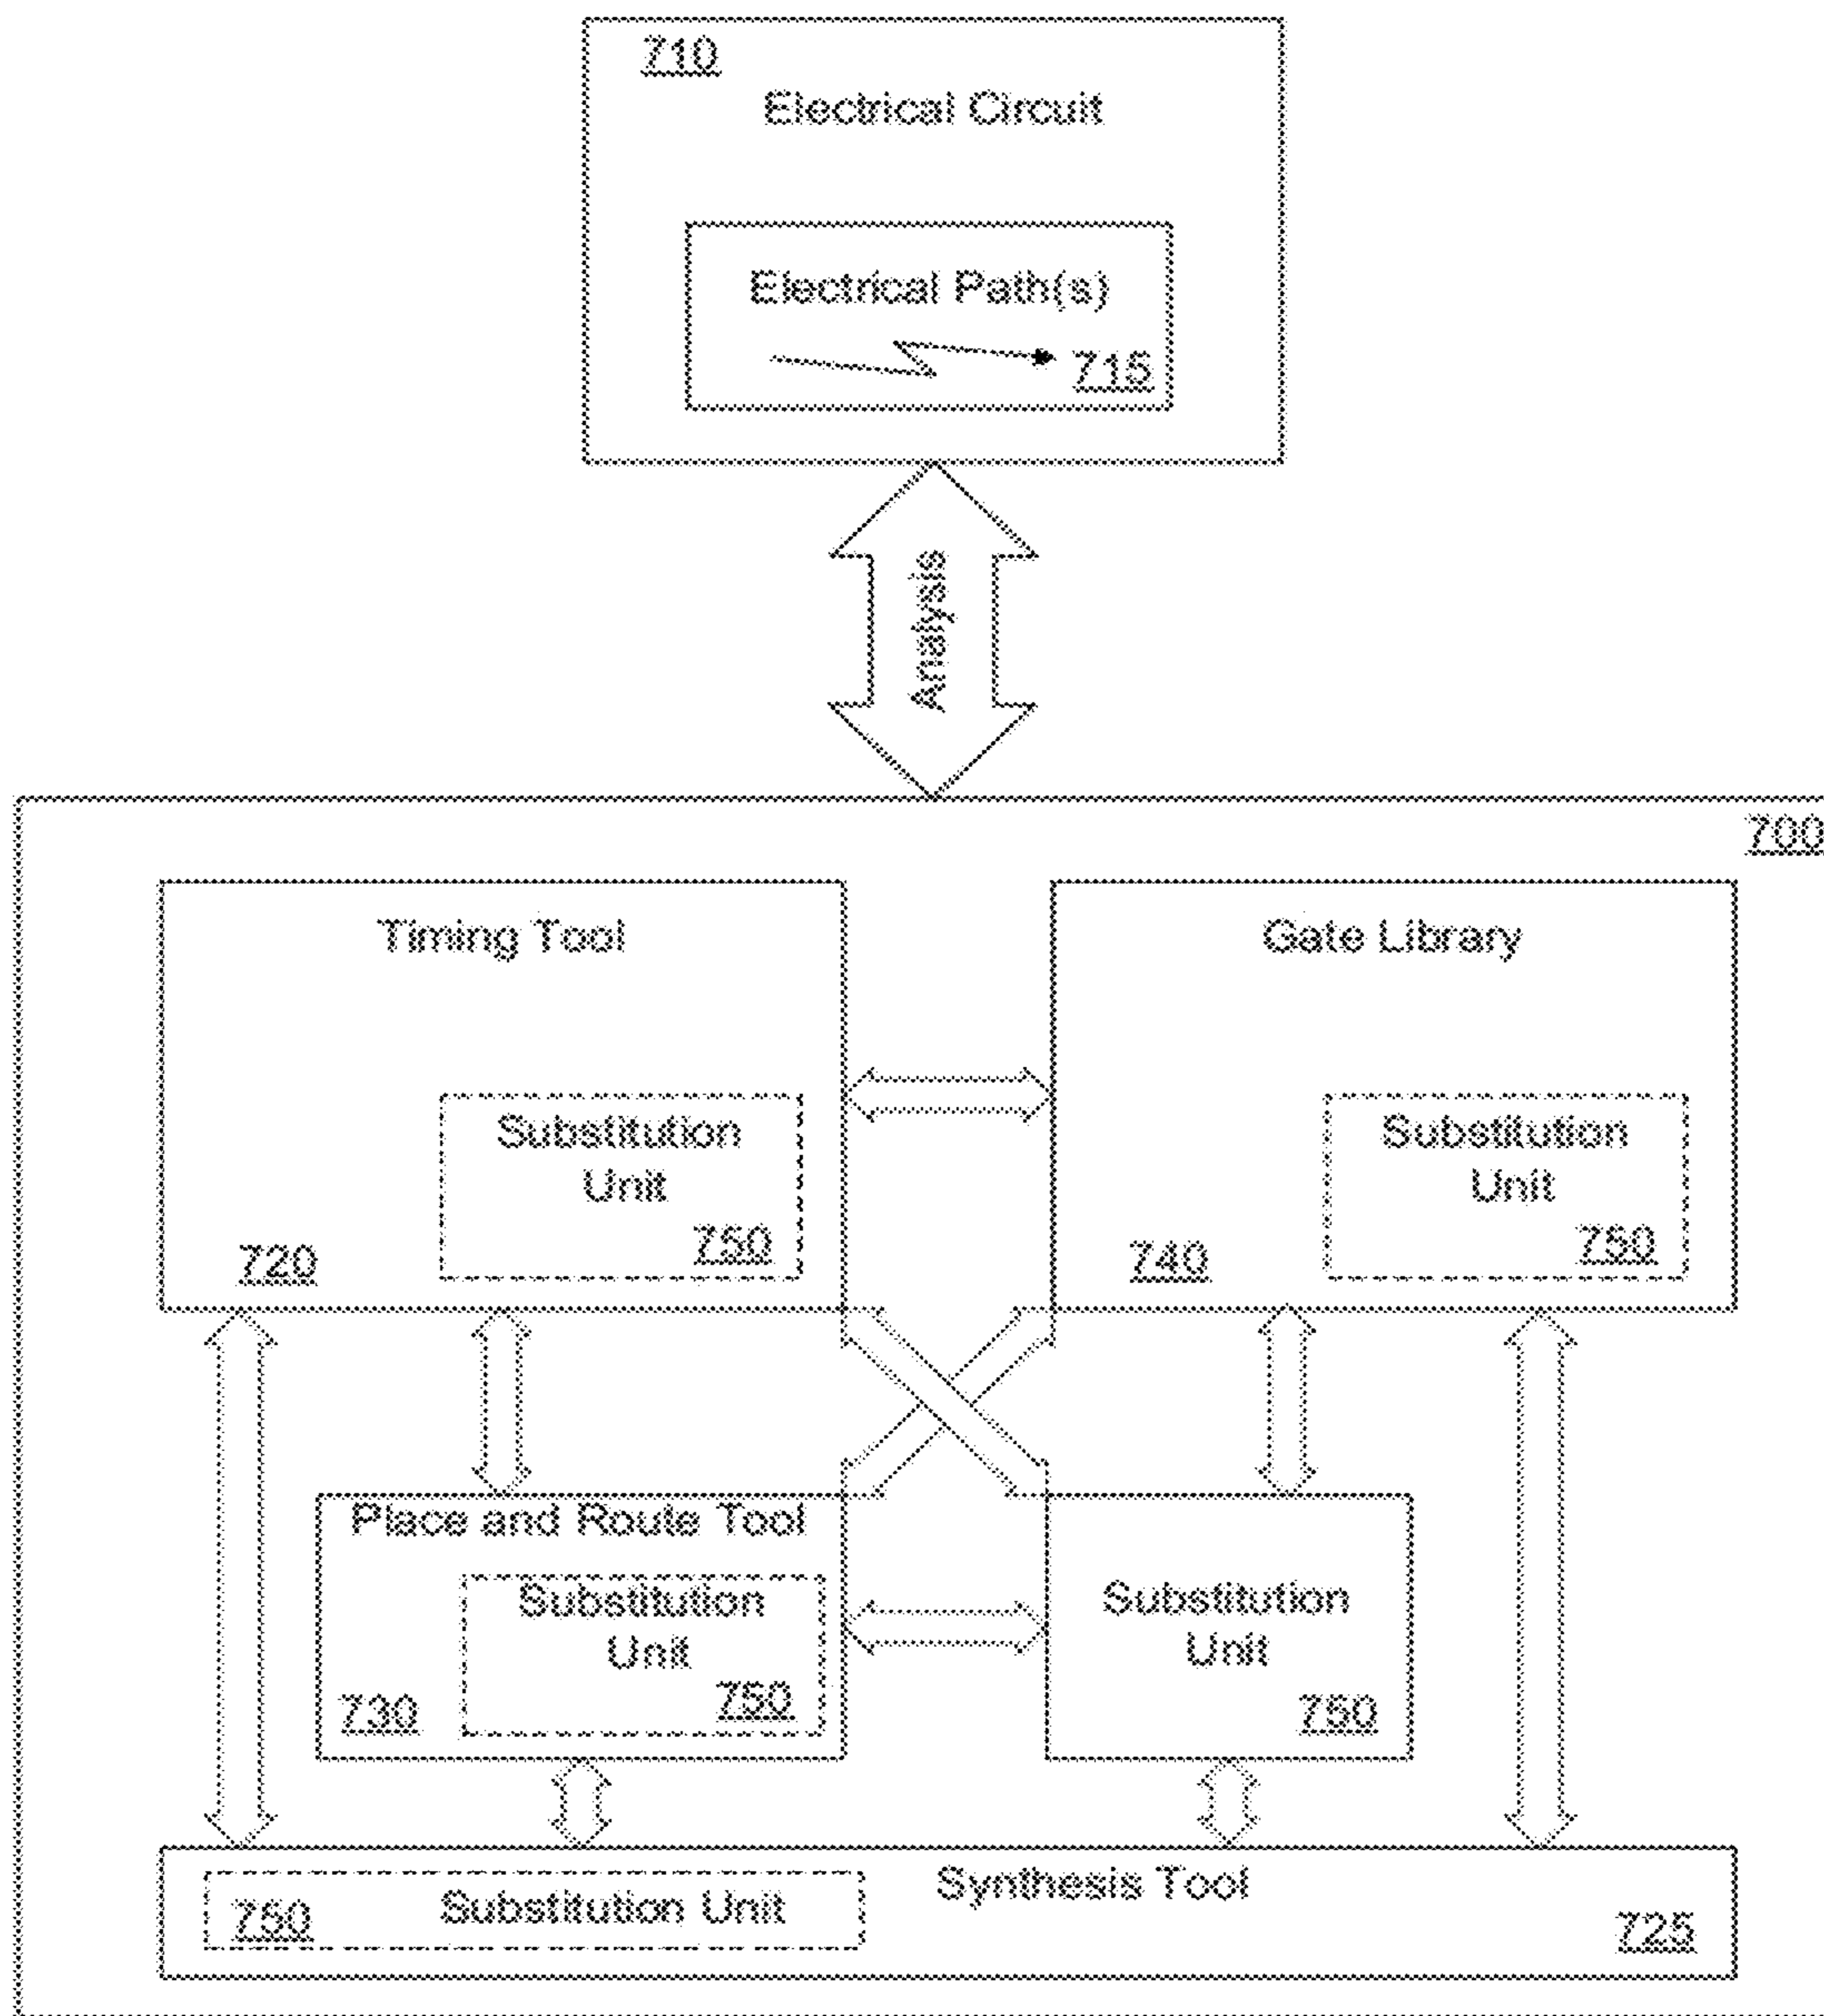 710
Electrical Circuit
Electrical Path(s)
715
Analysis
700
Timing Tool
Gate Library
Substitution
Unit
750
720
Substitution
Unit
750
740
Place and Route Tool
Substitution
Unit
750
730
Substitution
Unit
750
Synthesis Tool
750
Substitution Unit
725